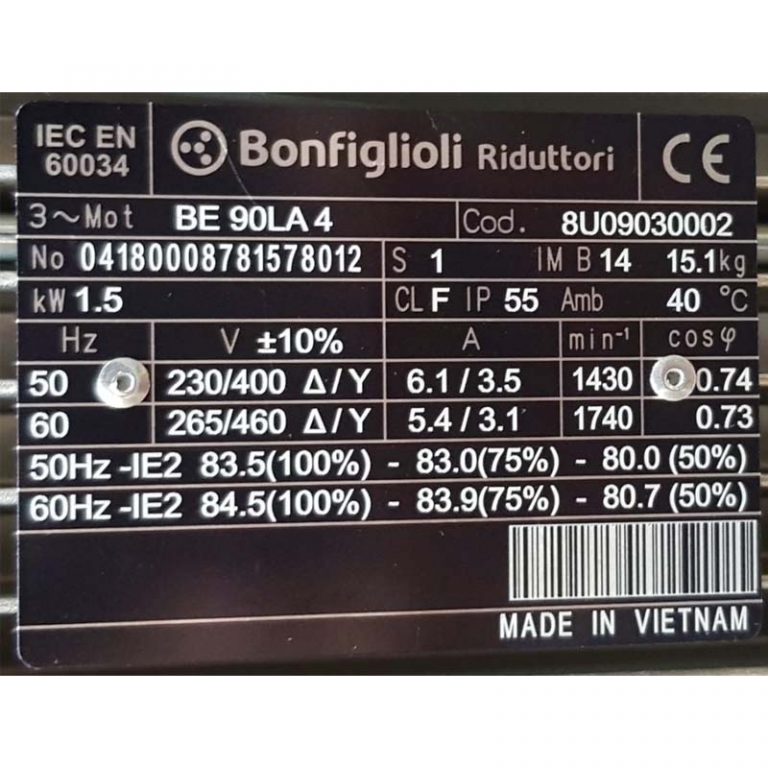 IEC EN
60034
Bonfiglioli Riduttori
CE
3~Mot BE 90LA 4 Cod. 8U09030002
No 04180008781578012 S 1 IM B 14 15.1kg
kW 1.5 CL F IP 55 Amb 40 °C
Hz V ±10% A min⁻¹ cosφ
50 230/400 Δ/Y 6.1 / 3.5 1430 0.74
60 265/460 Δ/Y 5.4 / 3.1 1740 0.73
50Hz -IE2 83.5(100%) - 83.0(75%) - 80.0 (50%)
60Hz -IE2 84.5(100%) - 83.9(75%) - 80.7 (50%)
MADE IN VIETNAM